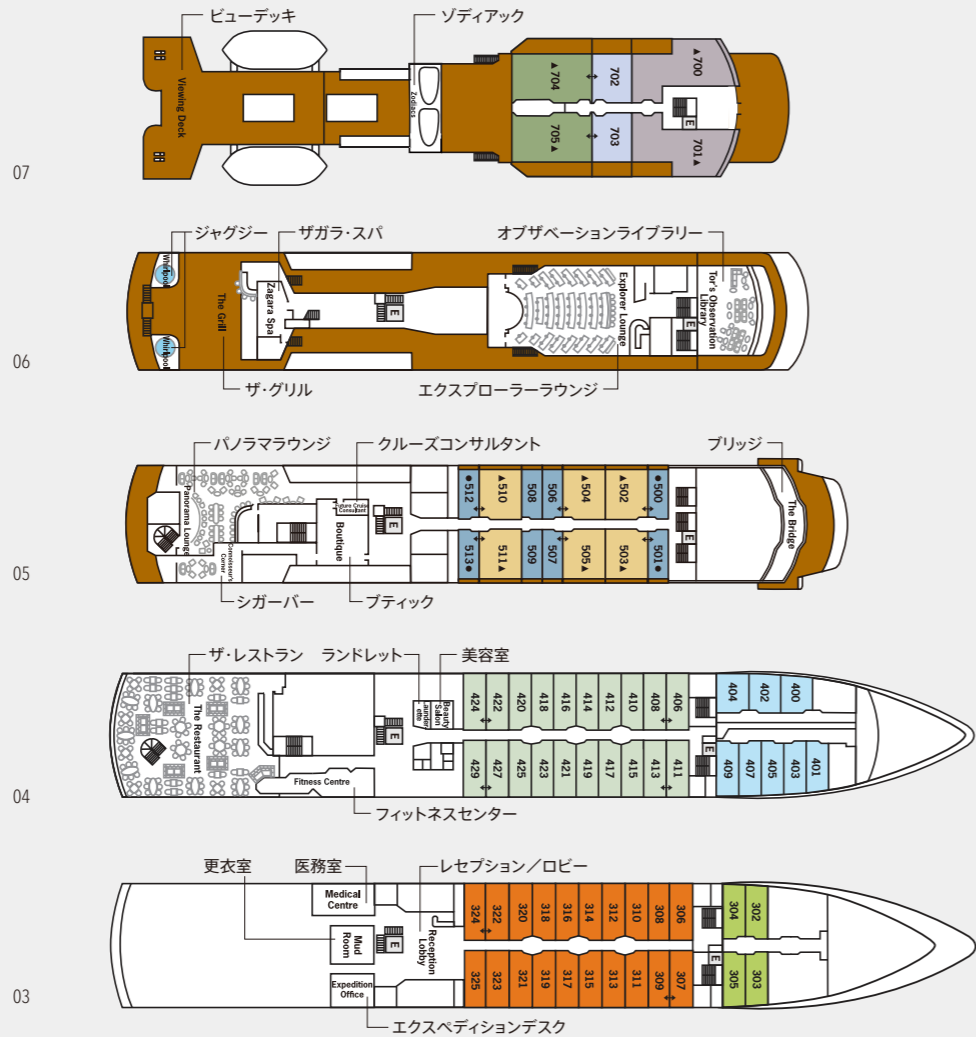 ビューデッキ
ゾディアック
Viewing Deck
Zodiacs
704
702
700
E
705
703
701
07
ジャグジー
ザガラ・スパ
オブザベーションライブラリー
Whirlpool
Whirlpool
The Grill
Zagara Spa
E
Explorer Lounge
E
Tor's Observation
Library
06
ザ・グリル
エクスプローラーラウンジ
パノラマラウンジ
クルーズコンサルタント
ブリッジ
Panorama Lounge
Connoisseur's
Corner
Future Cruise
Consultant
Boutique
E
512
510
508
506
504
502
500
513
511
509
507
505
503
501
E
The Bridge
05
シガーバー
ブティック
ザ・レストラン
ランドレット
美容室
The Restaurant
Fitness Centre
E
Launder
ette
Beauty
Salon
424
422
420
418
416
414
412
410
408
406
404
402
400
429
427
425
423
421
419
417
415
413
411
E
409
407
405
403
401
04
フィットネスセンター
更衣室
医務室
レセプション／ロビー
Medical
Centre
Mud
Room
E
Expedition
Office
Reception
Lobby
324
322
320
318
316
314
312
310
308
306
304
302
325
323
321
319
317
315
313
311
309
307
E
305
303
03
エクスペディションデスク